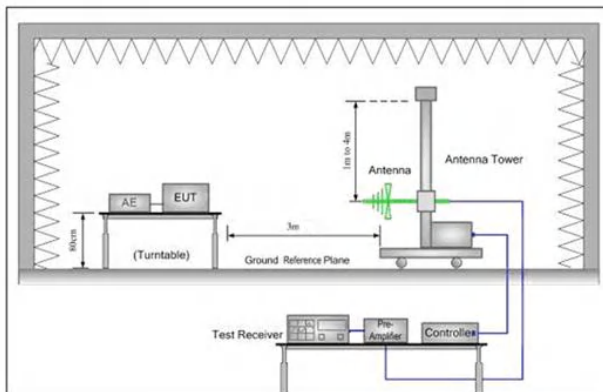 1m to 4m
Antenna
Antenna Tower
AE
EUT
80cm
(Turntable)
3m
Ground Reference Plane
Test Receiver
Pre-
Amplifier
Controller